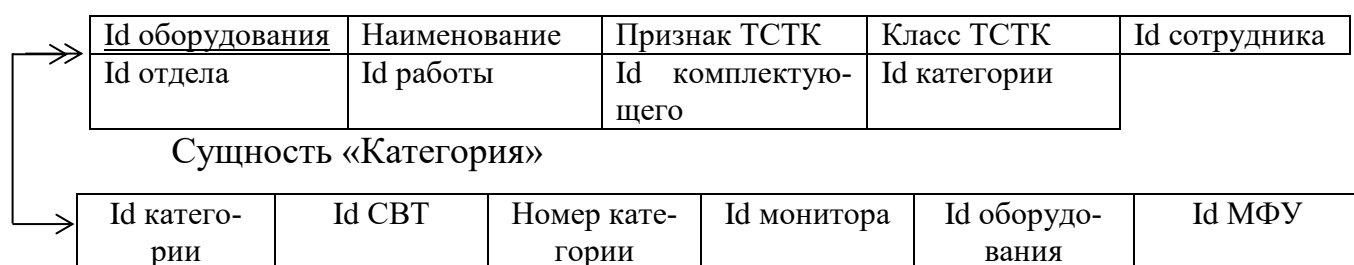 Id оборудования Наименование Признак ТСТК Класс ТСТК Id сотрудника
Id отдела Id работы Id комплектую- Id категории
щего
Сущность «Категория»
Id катего- Id СВТ Номер кате- Id монитора Id оборудо- Id МФУ
рии гории вания